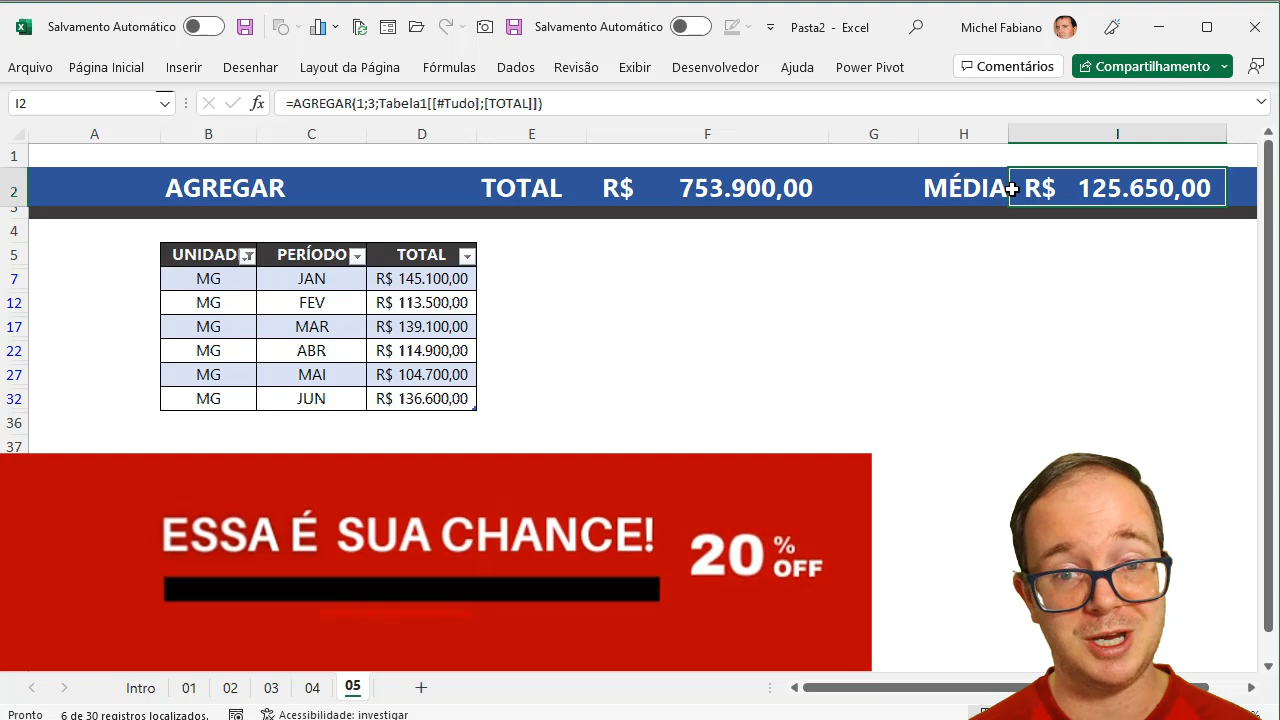 Salvamento Automático Salvamento Automático Pasta2 - Excel Michel Fabiano
Arquivo Página Inicial Inserir Desenhar Layout da Página Fórmulas Dados Revisão Exibir Desenvolvedor Ajuda Power Pivot Comentários Compartilhamento
I2 fx =AGREGAR(1;3;Tabela1[[#Tudo];[TOTAL]])
A B C D E F G H I
1
2 AGREGAR TOTAL R$ 753.900,00 MÉDIA R$ 125.650,00
3
4
5 UNIDAD PERÍODO TOTAL
7 MG JAN R$ 145.100,00
12 MG FEV R$ 113.500,00
17 MG MAR R$ 139.100,00
22 MG ABR R$ 114.900,00
27 MG MAI R$ 104.700,00
32 MG JUN R$ 136.600,00
36
37
ESSA É SUA CHANCE!
20% OFF
Intro 01 02 03 04 05
Pronto 6 de 30 registros localizados. Acessibilidade: investigar